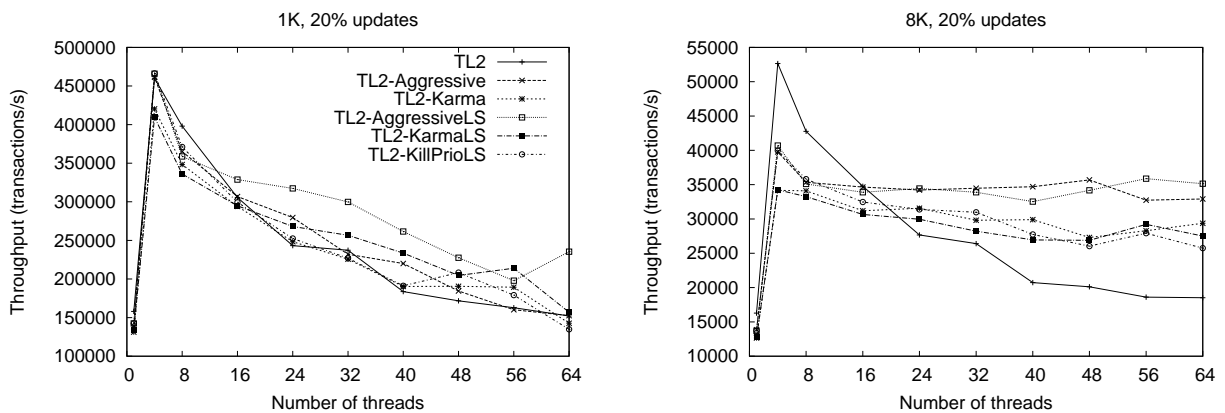 1K, 20% updates
Throughput (transactions/s)
500000
450000
400000
350000
300000
250000
200000
150000
100000
TL2
TL2-Aggressive
TL2-Karma
TL2-AggressiveLS
TL2-KarmaLS
TL2-KillPrioLS
0 8 16 24 32 40 48 56 64
Number of threads
8K, 20% updates
Throughput (transactions/s)
55000
50000
45000
40000
35000
30000
25000
20000
15000
10000
0 8 16 24 32 40 48 56 64
Number of threads